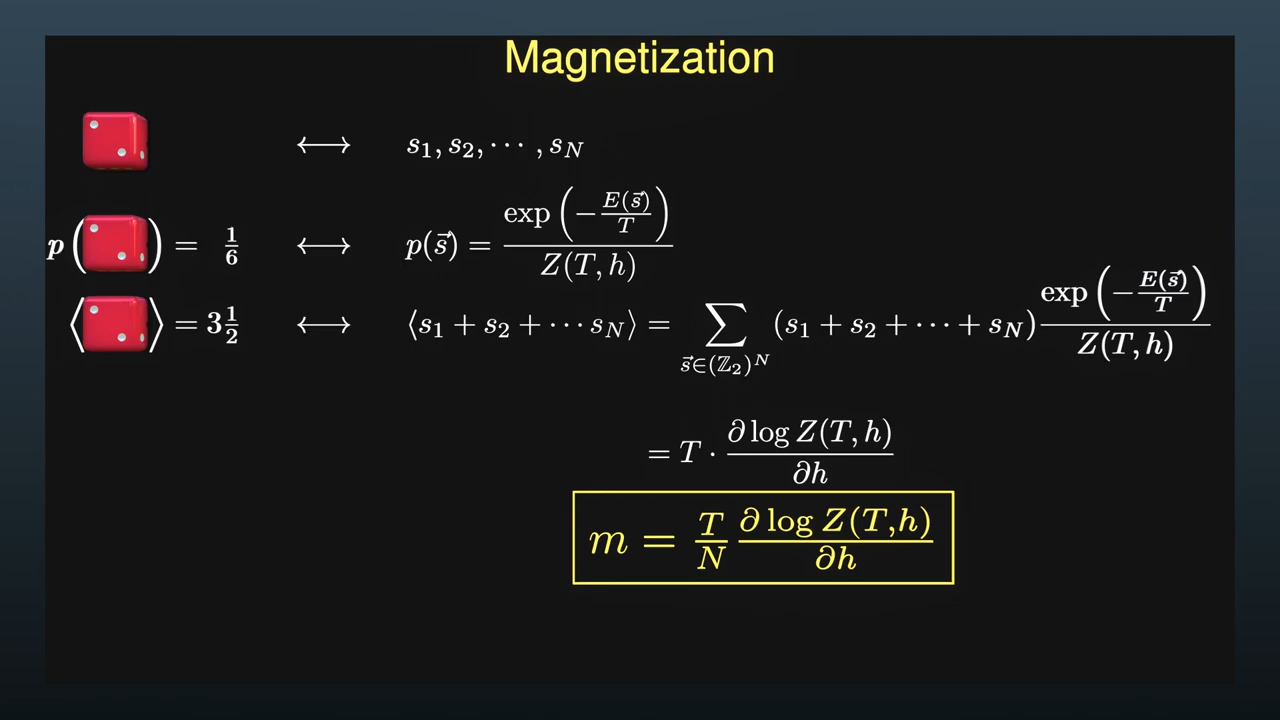 Magnetization
⟷ s₁, s₂, ⋯ , s_N
p ( ) = 1/6 ⟷ p(s⃗) = exp(−E(s⃗)/T) / Z(T, h)
⟨ ⟩ = 3 1/2 ⟷ ⟨s₁ + s₂ + ⋯ s_N⟩ = ∑_{s⃗∈(ℤ₂)^N} (s₁ + s₂ + ⋯ + s_N) exp(−E(s⃗)/T) / Z(T, h)
= T · ∂ log Z(T, h) / ∂h
m = T/N ∂ log Z(T,h) / ∂h